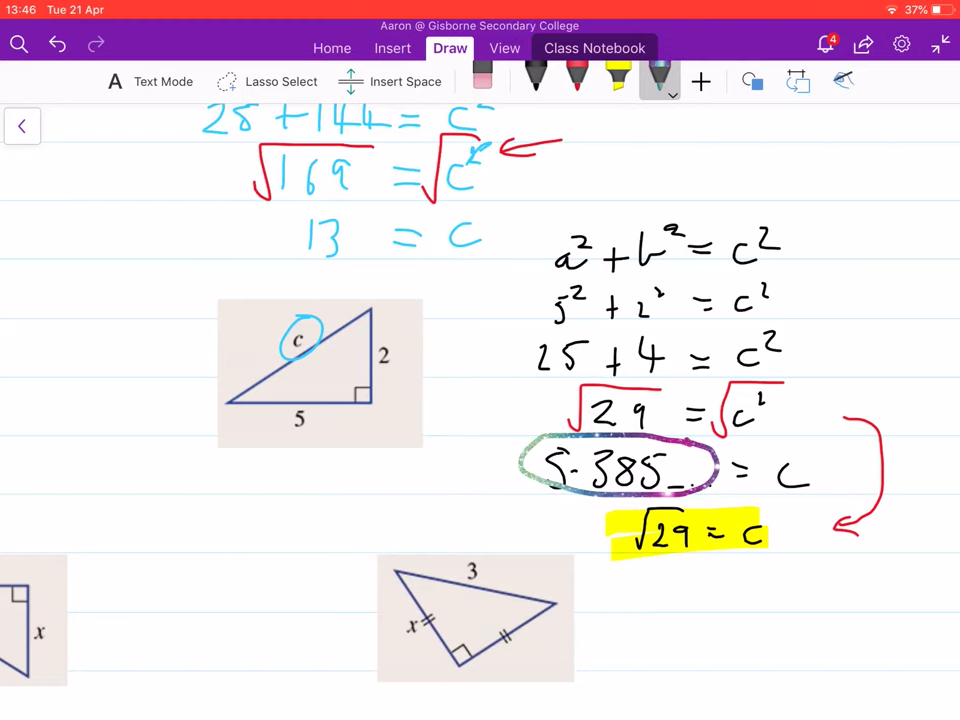 13:46 Tue 21 Apr 37%
Aaron @ Gisborne Secondary College
Home Insert Draw View Class Notebook 4
A Text Mode Lasso Select Insert Space
25 + 144 = c²
√169 = √c²
13 = c
c
2
5
a² + b² = c²
5² + 2² = c²
25 + 4 = c²
√29 = √c²
5.385... = c
√29 = c
x
3
x